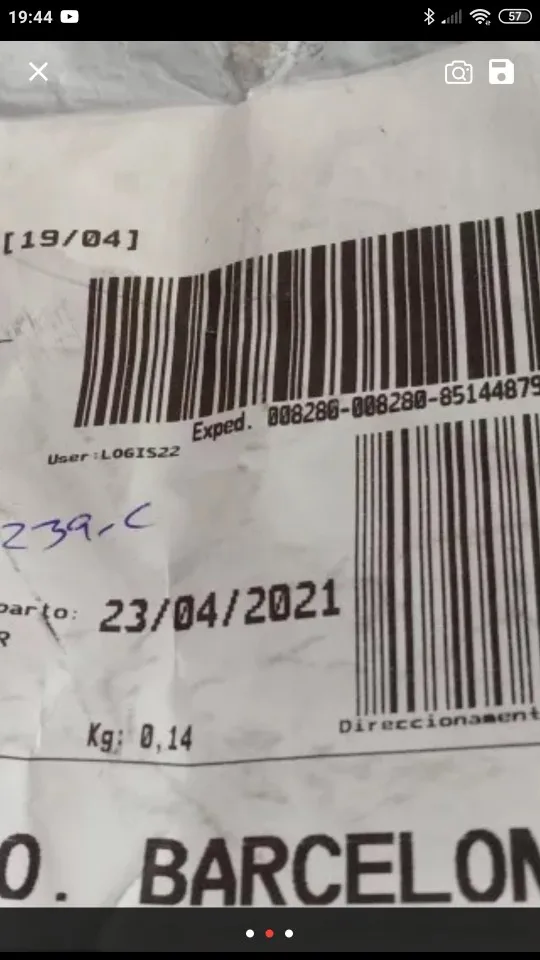 19:44
57
[19/04]
Exped. 008280-008280-85144879
User:LOGIS22
239,C
parto: 23/04/2021
R
Kg: 0,14
Direccionament
O. BARCELON